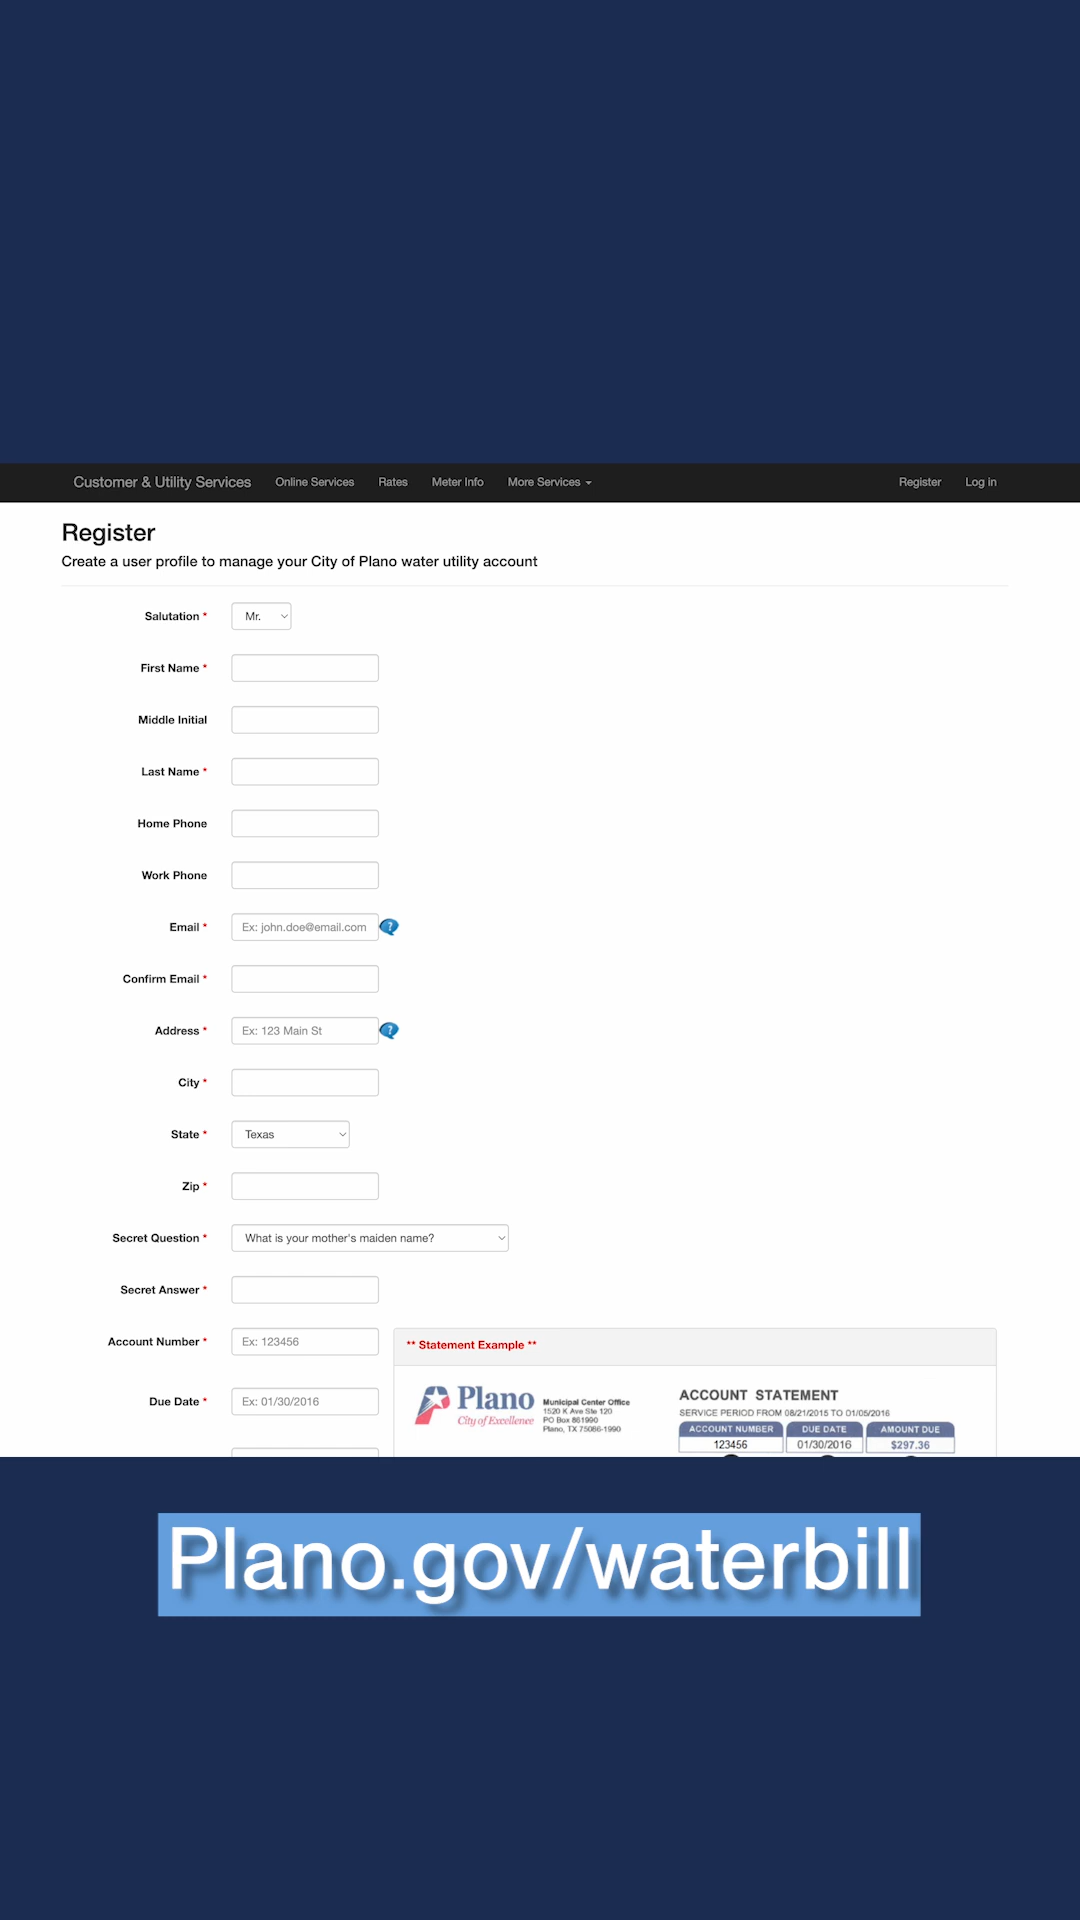 Customer & Utility Services Online Services Rates Meter Info More Services Register Log in
Register
Create a user profile to manage your City of Plano water utility account
Salutation * Mr.
First Name *
Middle Initial
Last Name *
Home Phone
Work Phone
Email * Ex: john.doe@email.com ?
Confirm Email *
Address * Ex: 123 Main St ?
City *
State * Texas
Zip *
Secret Question * What is your mother's maiden name?
Secret Answer *
Account Number * Ex: 123456
** Statement Example **
Due Date * Ex: 01/30/2016
Plano
City of Excellence
Municipal Center Office
1520 K Ave Ste 120
PO Box 861990
Plano, TX 75086-1990
ACCOUNT STATEMENT
SERVICE PERIOD FROM 08/21/2015 TO 01/05/2016
ACCOUNT NUMBER DUE DATE AMOUNT DUE
123456 01/30/2016 $297.36
Plano.gov/waterbill